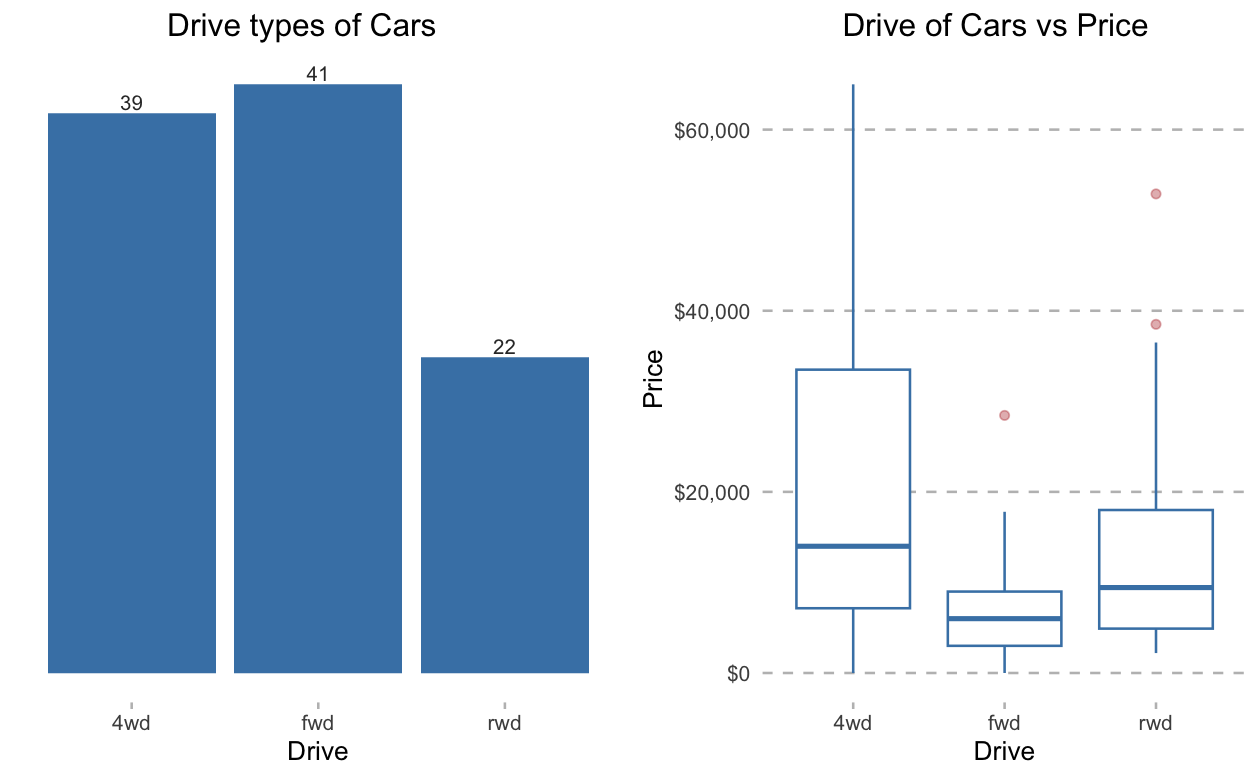 Drive types of Cars
39
41
22
4wd
fwd
rwd
Drive
Drive of Cars vs Price
Price
$60,000
$40,000
$20,000
$0
4wd
fwd
rwd
Drive